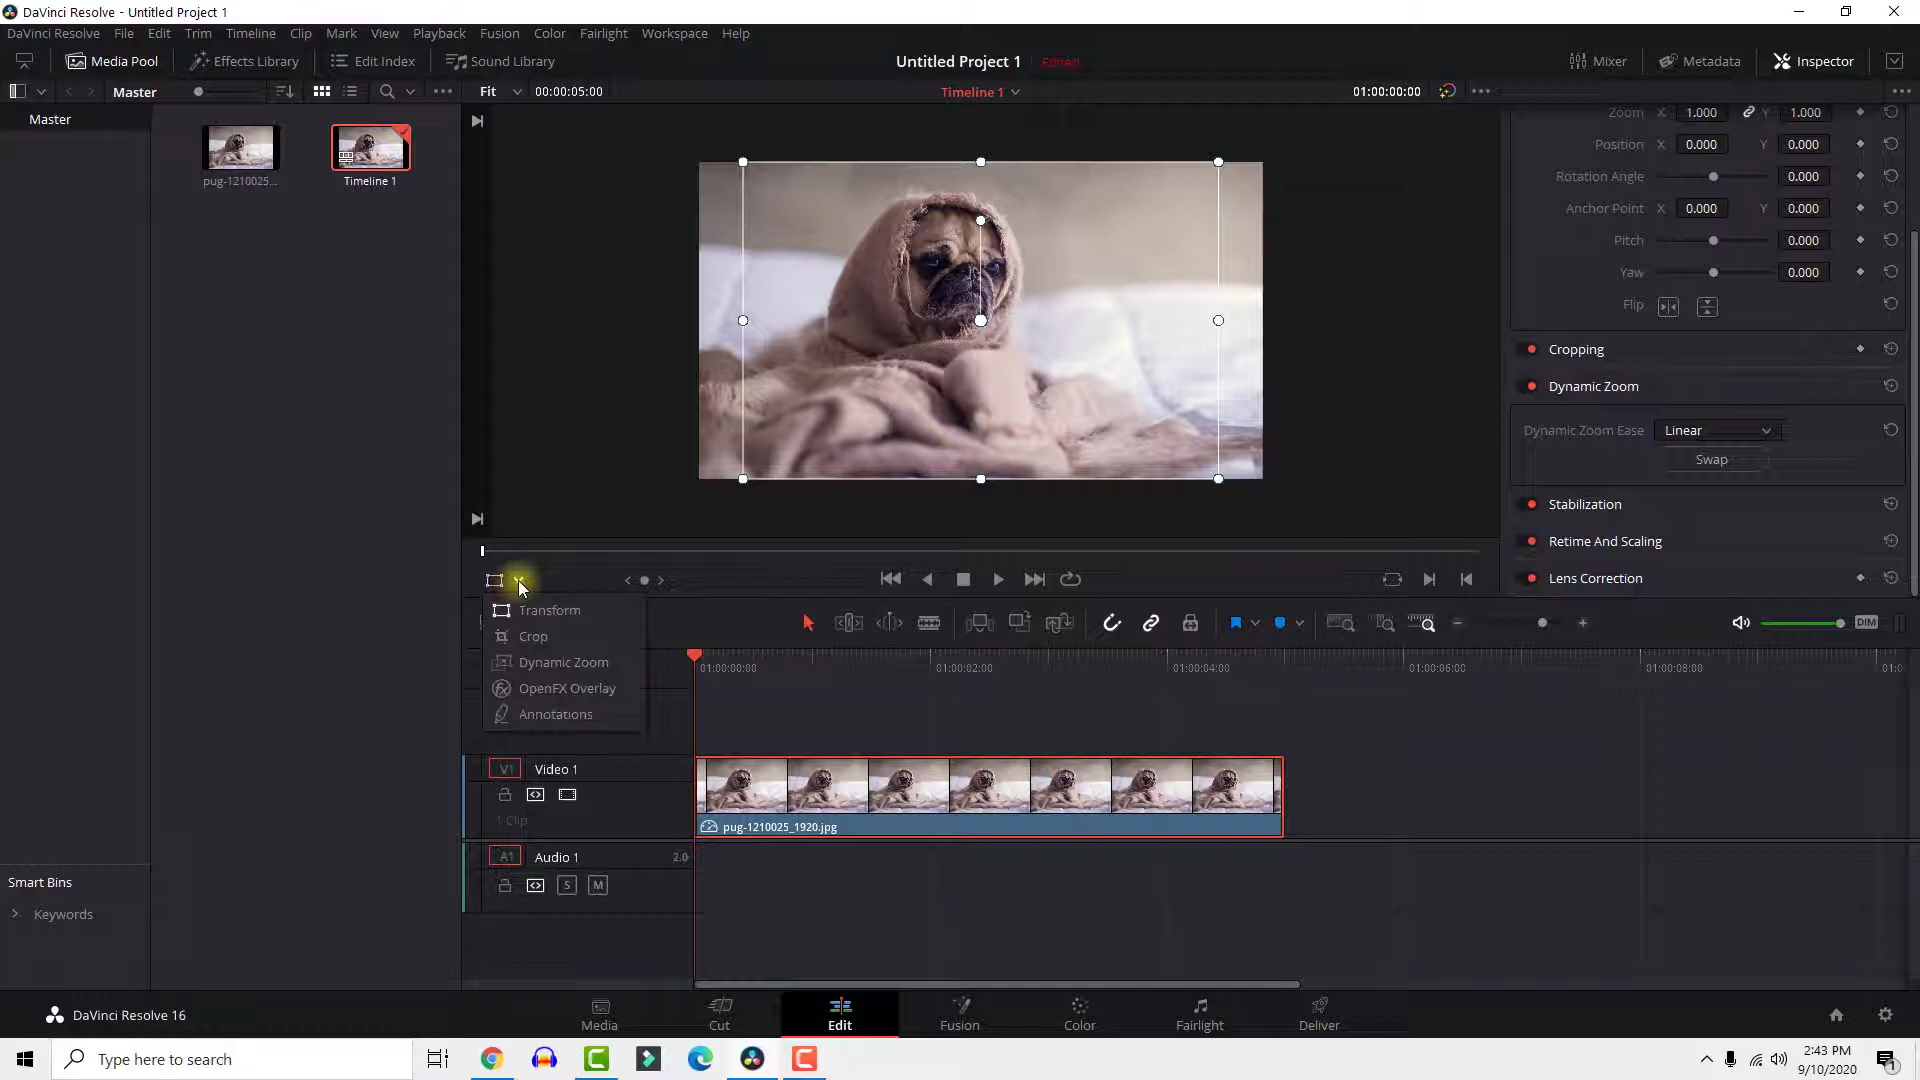 DaVinci Resolve - Untitled Project 1
DaVinci Resolve File Edit Trim Timeline Clip Mark View Playback Fusion Color Fairlight Workspace Help
Media Pool Effects Library Edit Index Sound Library Untitled Project 1 Edited Mixer Metadata Inspector
Master Fit 00:00:05:00 Timeline 1 01:00:00:00
Master
pug-1210025... Timeline 1
Zoom X 1.000 Y 1.000
Position X 0.000 Y 0.000
Rotation Angle 0.000
Anchor Point X 0.000 Y 0.000
Pitch 0.000
Yaw 0.000
Flip
Cropping
Dynamic Zoom
Dynamic Zoom Ease Linear
Swap
Stabilization
Retime And Scaling
Lens Correction
Transform
Crop
Dynamic Zoom
OpenFX Overlay
Annotations
DIM
01:00:00:00 01:00:02:00 01:00:04:00 01:00:06:00 01:00:08:00 01:0
V1 Video 1
1 Clip
pug-1210025_1920.jpg
A1 Audio 1 2.0
S M
Smart Bins
Keywords
DaVinci Resolve 16
Media Cut Edit Fusion Color Fairlight Deliver
Type here to search
2:43 PM
9/10/2020
1